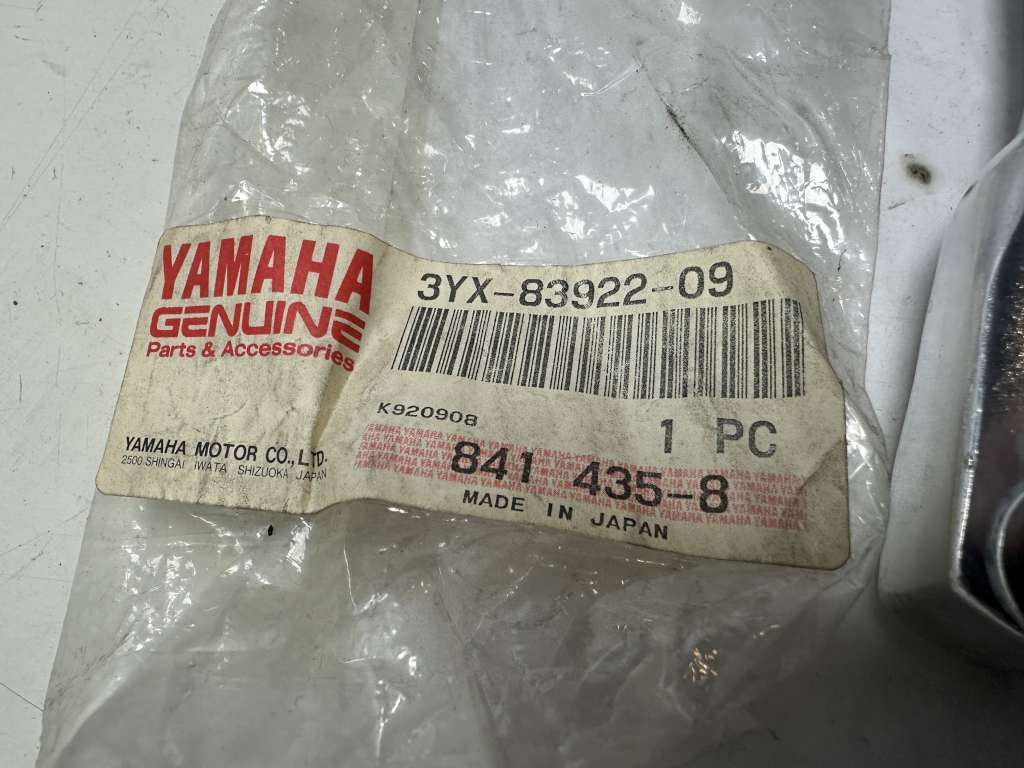 YAMAHA
GENUINE
Parts & Accessories
YAMAHA MOTOR CO., LTD.
2500 SHINGAI IWATA SHIZUOKA JAPAN
3YX-83922-09
K920908
1 PC
841 435-8
MADE IN JAPAN